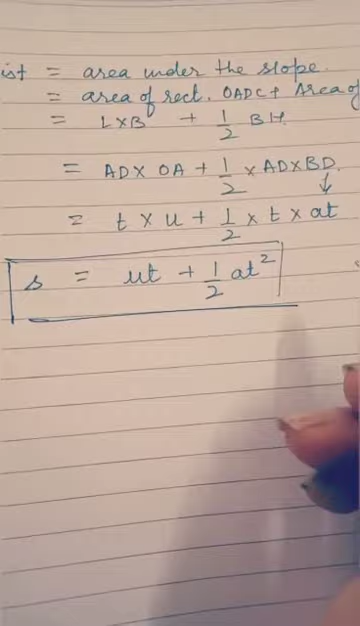 ist = area under the slope.
= area of rect. OADC + Area of
= L×B + 1/2 BH.
= AD× OA + 1/2 × AD×BD.
↓
= t × u + 1/2 × t × at
s = ut + 1/2 at²